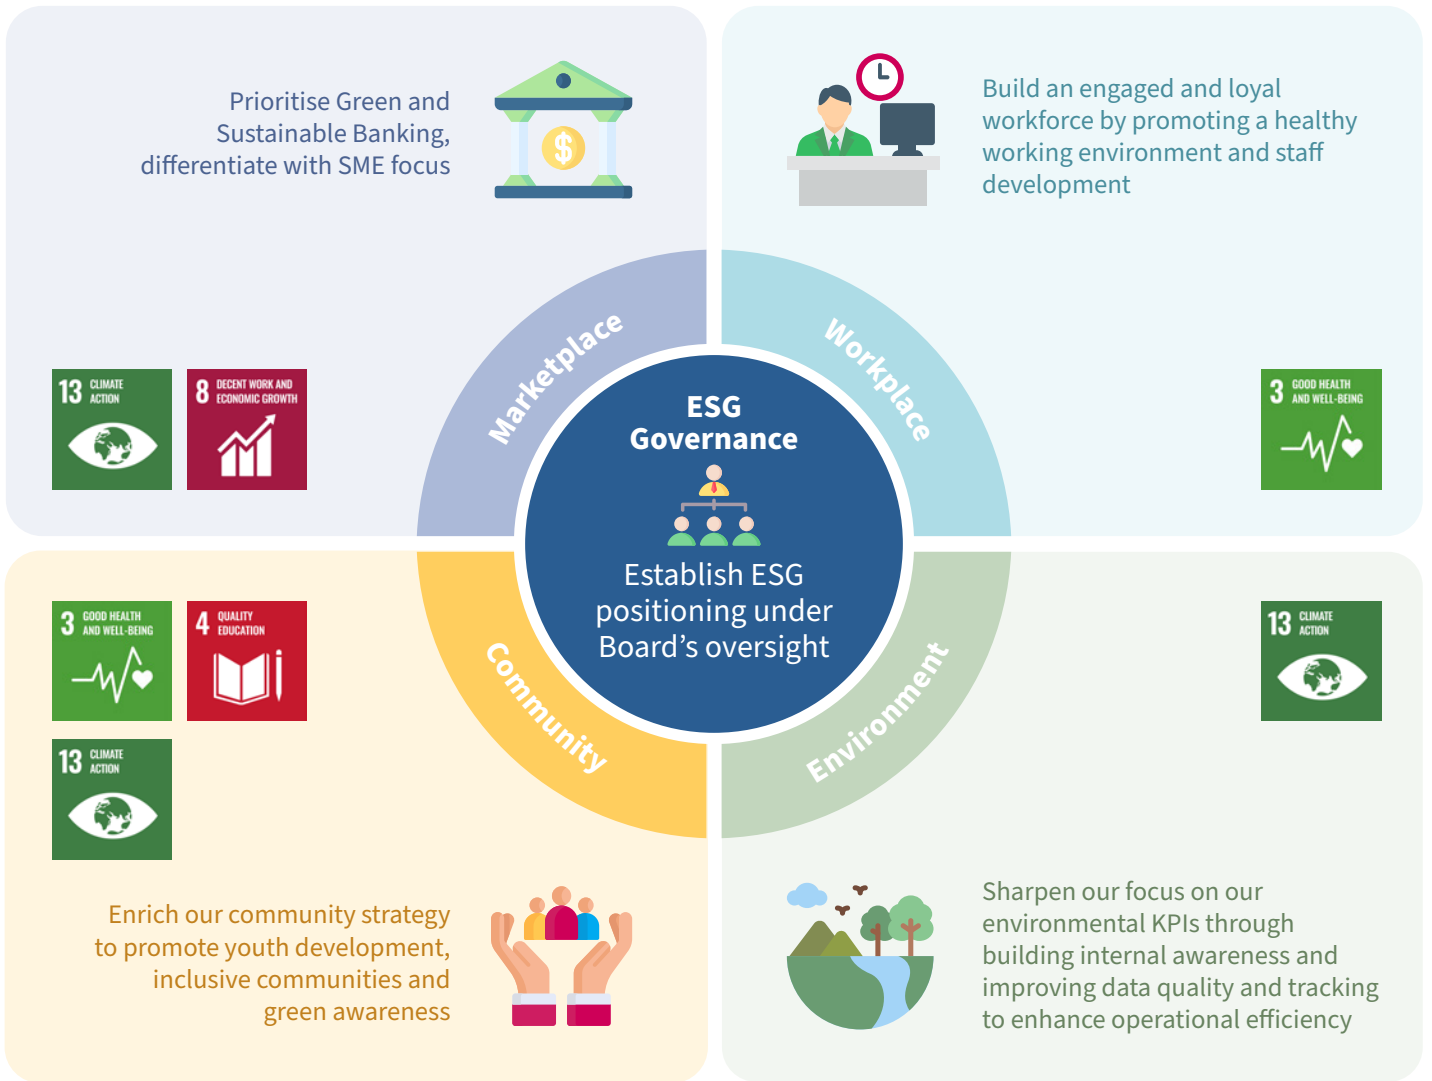 Prioritise Green and
Sustainable Banking,
differentiate with SME focus
Marketplace
13 CLIMATE
ACTION
8 DECENT WORK AND
ECONOMIC GROWTH
Build an engaged and loyal
workforce by promoting a healthy
working environment and staff
development
Workplace
3 GOOD HEALTH
AND WELL-BEING
ESG
Governance
Establish ESG
positioning under
Board’s oversight
3 GOOD HEALTH
AND WELL-BEING
4 QUALITY
EDUCATION
13 CLIMATE
ACTION
Community
Enrich our community strategy
to promote youth development,
inclusive communities and
green awareness
Environment
13 CLIMATE
ACTION
Sharpen our focus on our
environmental KPIs through
building internal awareness and
improving data quality and tracking
to enhance operational efficiency
$